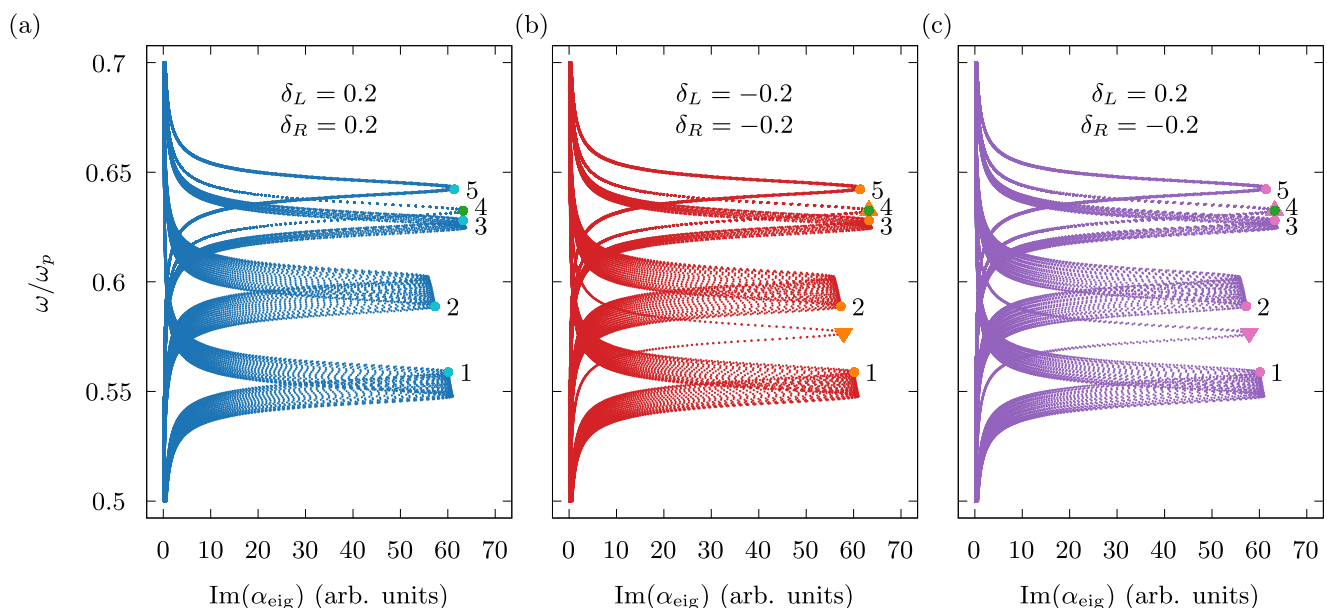 (a)
(b)
(c)
δ_L = 0.2
δ_R = 0.2
δ_L = −0.2
δ_R = −0.2
δ_L = 0.2
δ_R = −0.2
ω/ω_p
0.7
0.65
0.6
0.55
0.5
5
4
3
2
1
5
4
3
2
1
5
4
3
2
1
0 10 20 30 40 50 60 70
0 10 20 30 40 50 60 70
0 10 20 30 40 50 60 70
Im(α_eig) (arb. units)
Im(α_eig) (arb. units)
Im(α_eig) (arb. units)